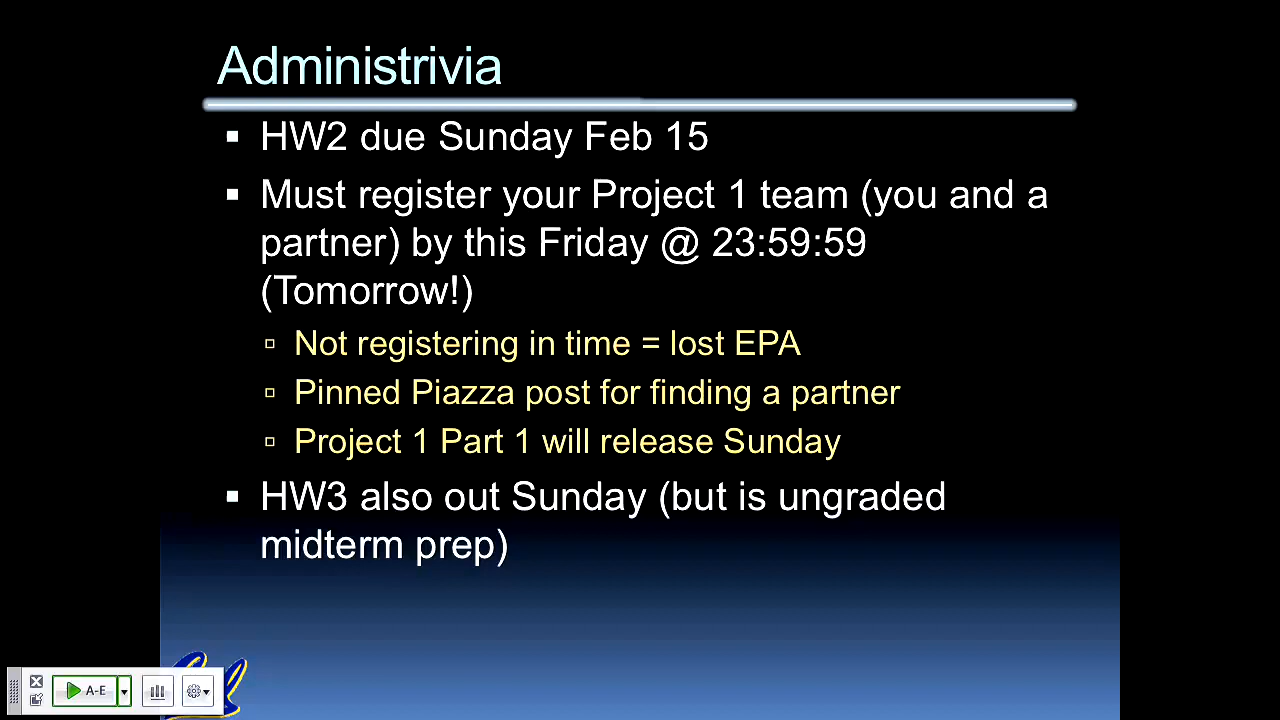 Administrivia
HW2 due Sunday Feb 15
Must register your Project 1 team (you and a
partner) by this Friday @ 23:59:59
(Tomorrow!)
Not registering in time = lost EPA
Pinned Piazza post for finding a partner
Project 1 Part 1 will release Sunday
HW3 also out Sunday (but is ungraded
midterm prep)
A-E